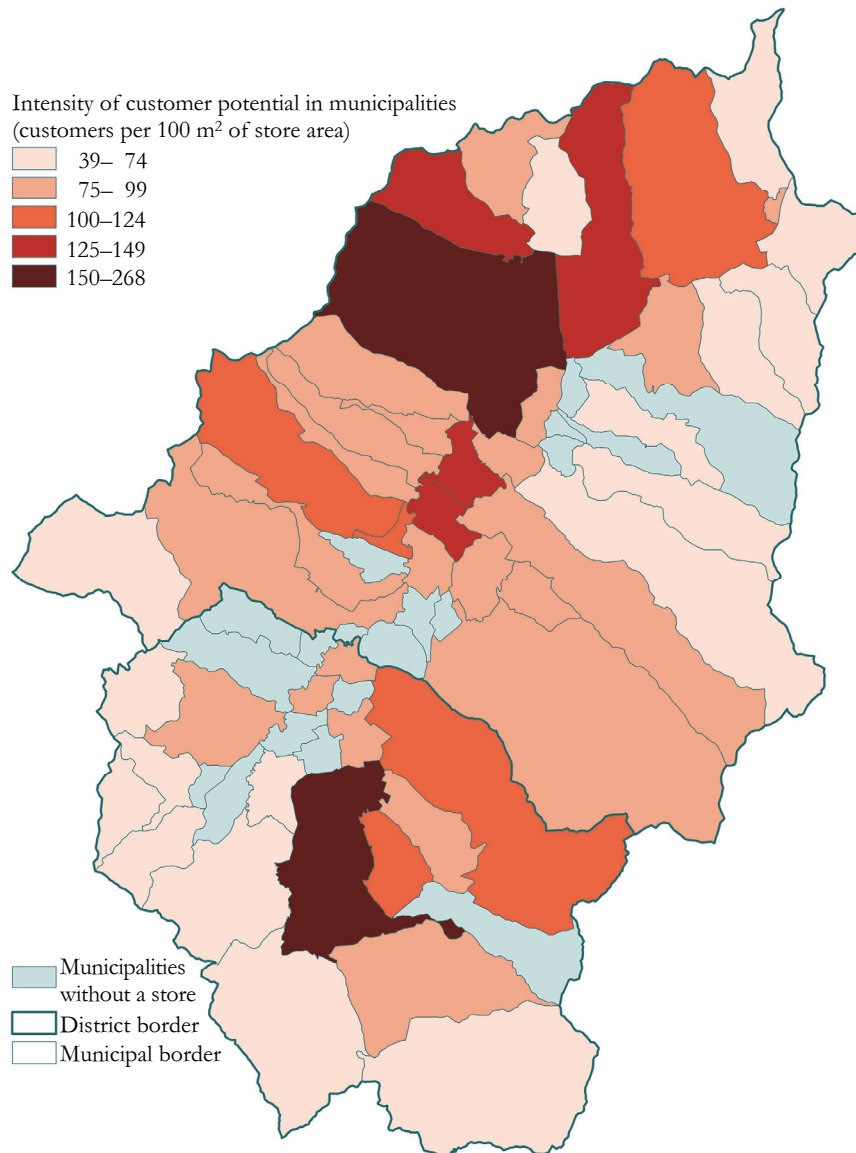 Intensity of customer potential in municipalities
(customers per 100 m² of store area)
39– 74
75– 99
100–124
125–149
150–268
Municipalities
without a store
District border
Municipal border